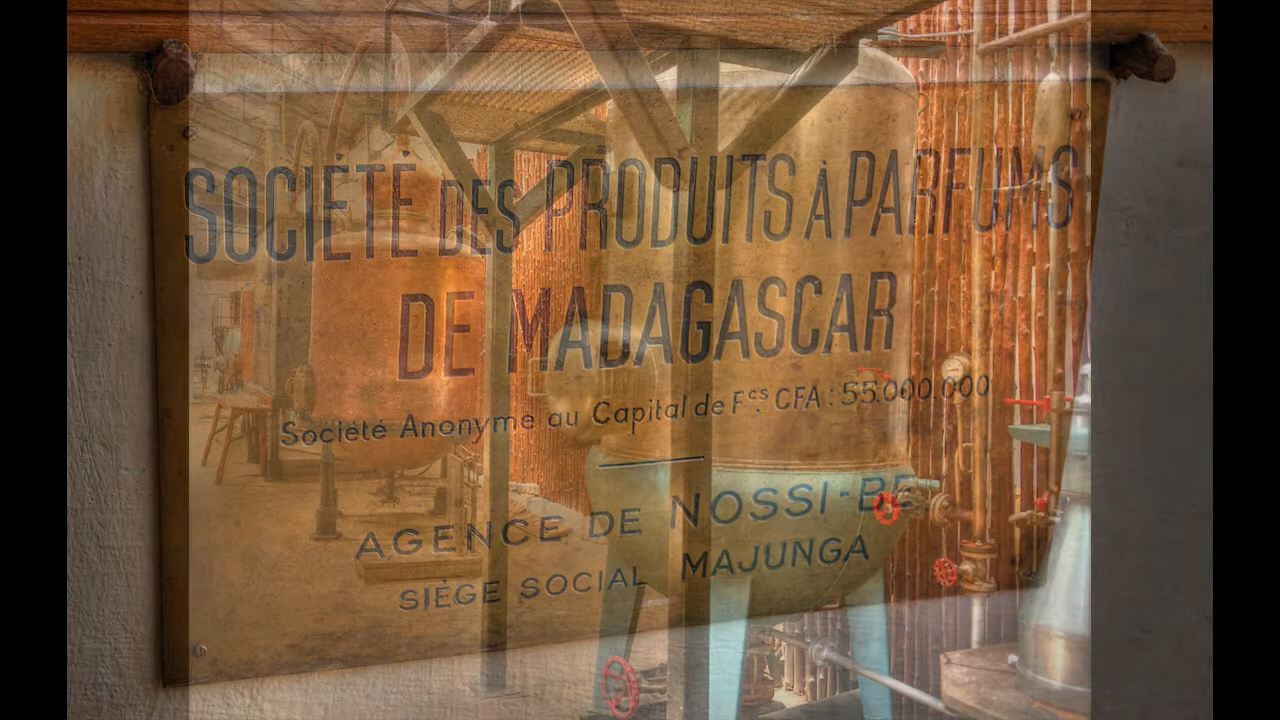 SOCIÉTÉ DES PRODUITS À PARFUMS
DE MADAGASCAR
Société Anonyme au Capital de Fcs. CFA : 55.000.000
AGENCE DE NOSSI-BE
SIÈGE SOCIAL MAJUNGA